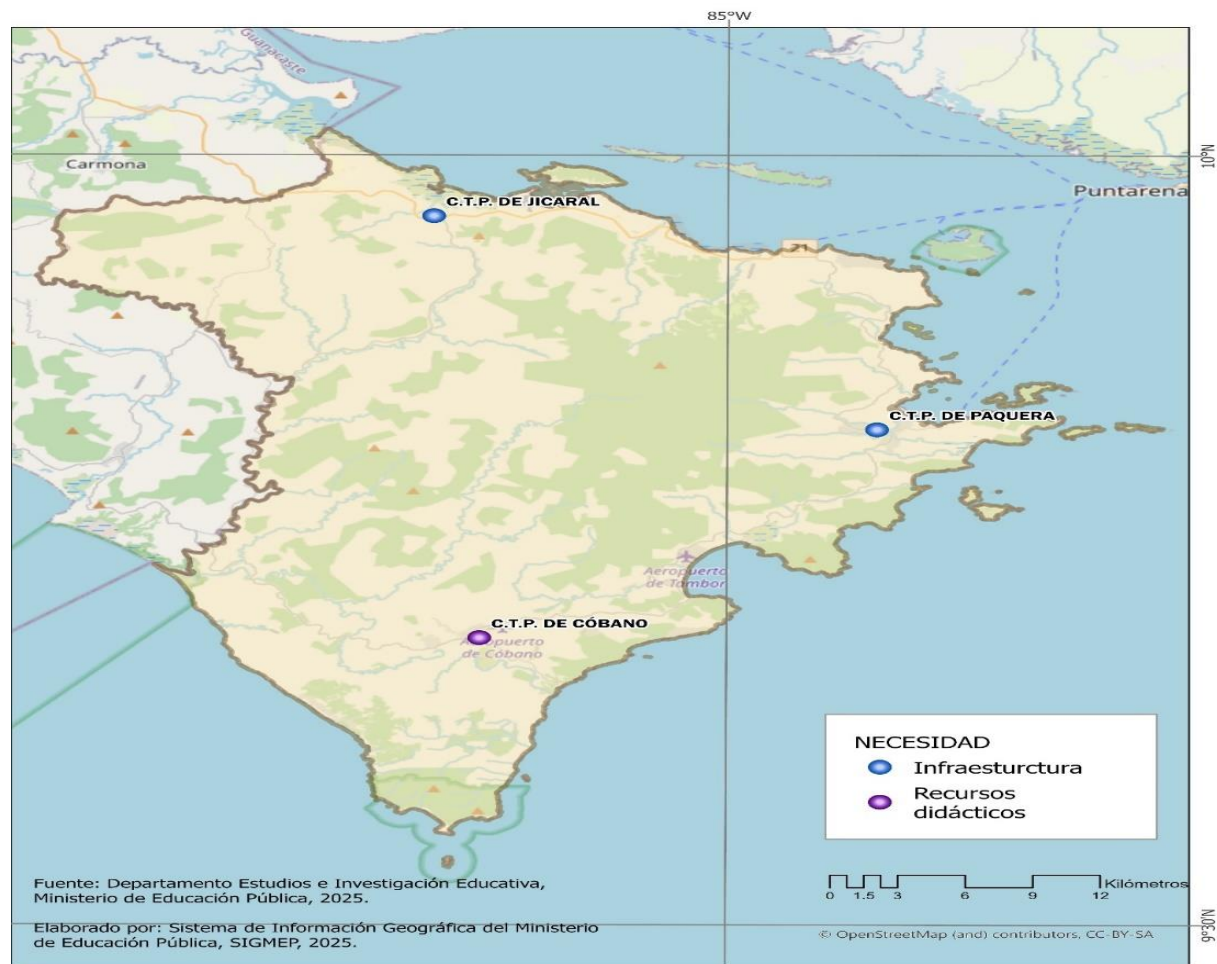 85°W
Guanacaste
Carmona
10°N
Puntarena
C.T.P. DE JICARAL
21
C.T.P. DE PAQUERA
Aeropuerto
de Tambor
C.T.P. DE CÓBANO
Aeropuerto
de Cóbano
NECESIDAD
Infraesturctura
Recursos
didácticos
Fuente: Departamento Estudios e Investigación Educativa,
Ministerio de Educación Pública, 2025.
Elaborado por: Sistema de Información Geográfica del Ministerio
de Educación Pública, SIGMEP, 2025.
Kilómetros
0 1.5 3 6 9 12
© OpenStreetMap (and) contributors, CC-BY-SA
9°30'N